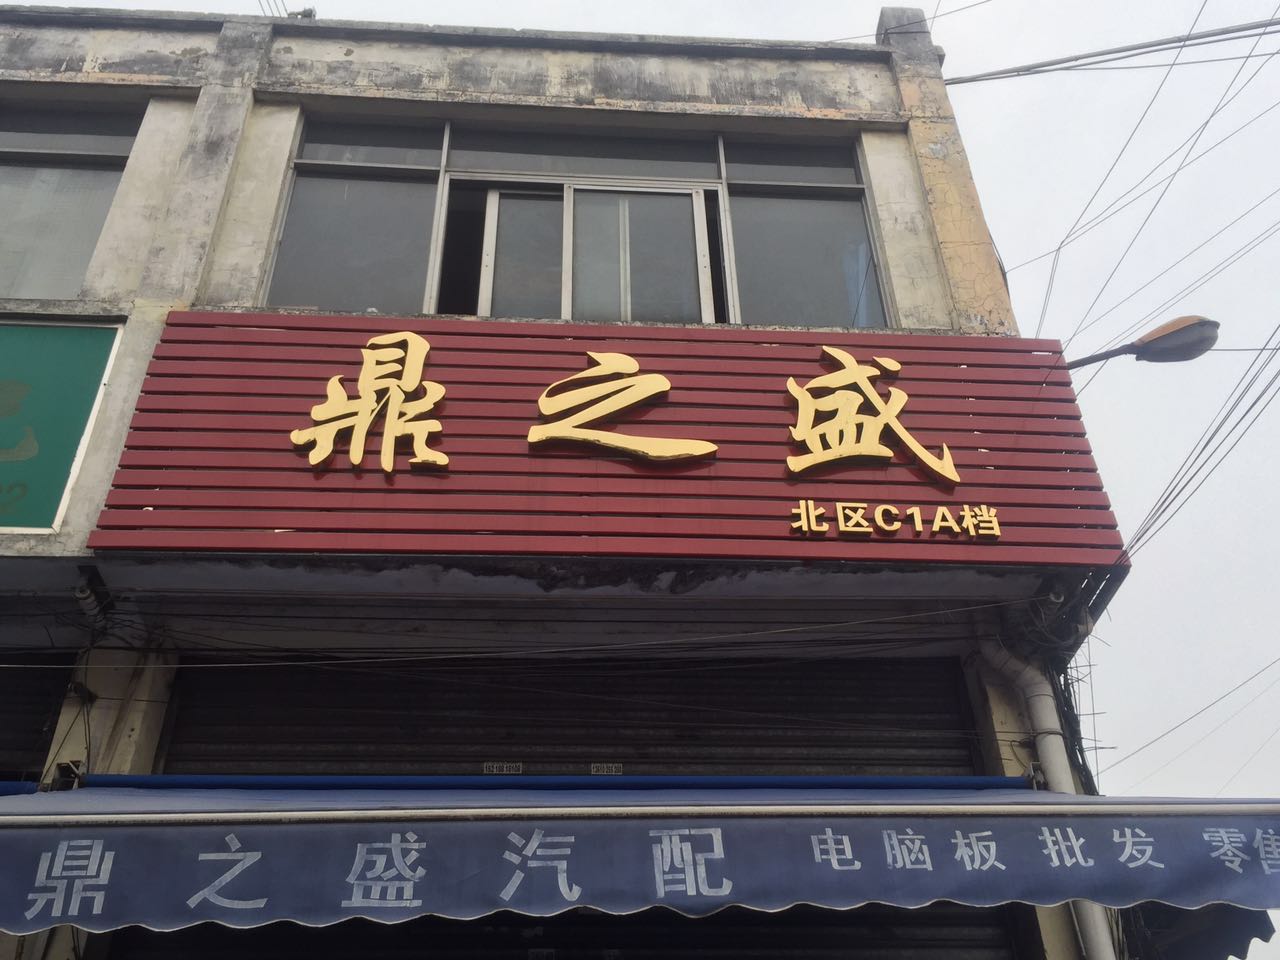 鼎之盛
北区C1A档
鼎之盛汽配 电脑板批发 零售